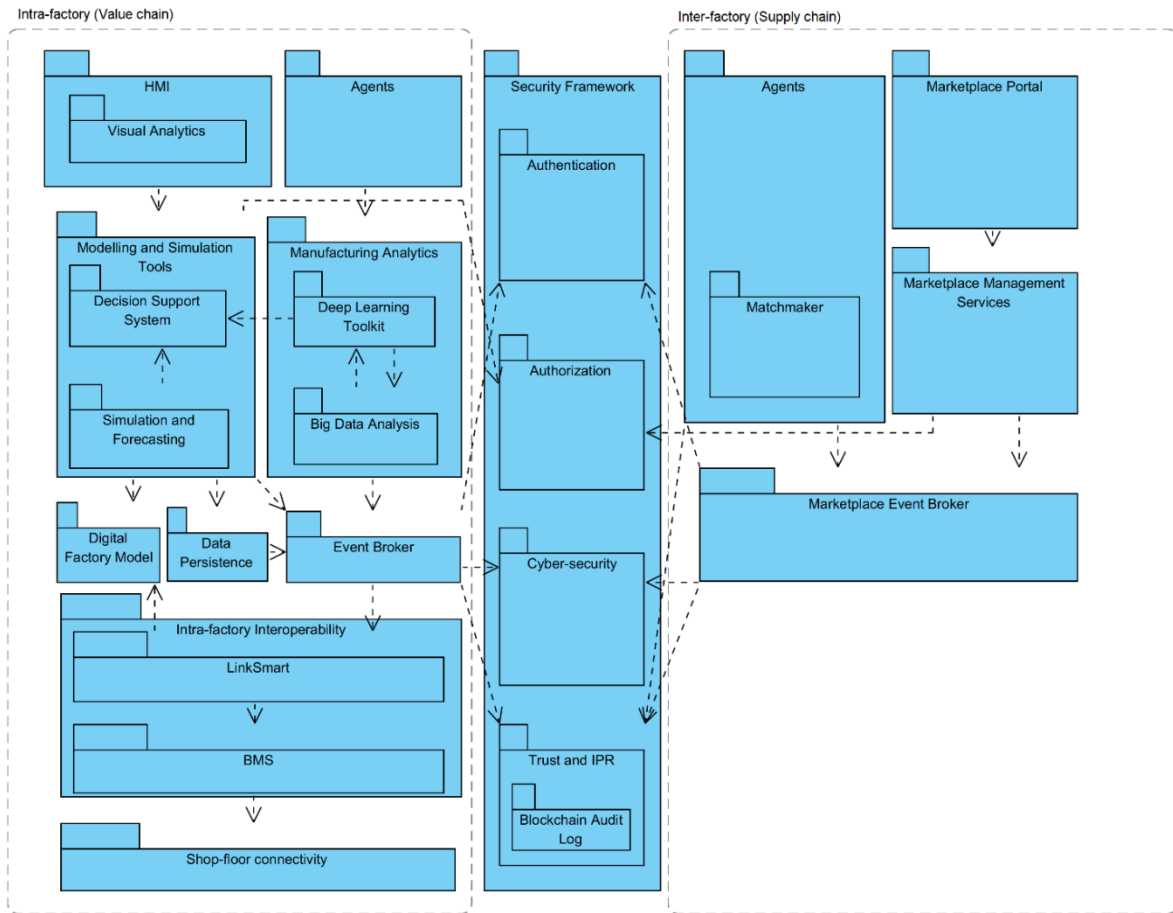 Intra-factory (Value chain)
Inter-factory (Supply chain)
HMI
Visual Analytics
Agents
Security Framework
Authentication
Agents
Matchmaker
Marketplace Portal
Marketplace Management
Services
Modelling and Simulation
Tools
Decision Support
System
Simulation and
Forecasting
Manufacturing Analytics
Deep Learning
Toolkit
Big Data Analysis
Authorization
Digital
Factory Model
Data
Persistence
Event Broker
Cyber-security
Marketplace Event Broker
Intra-factory Interoperability
LinkSmart
BMS
Trust and IPR
Blockchain Audit
Log
Shop-floor connectivity